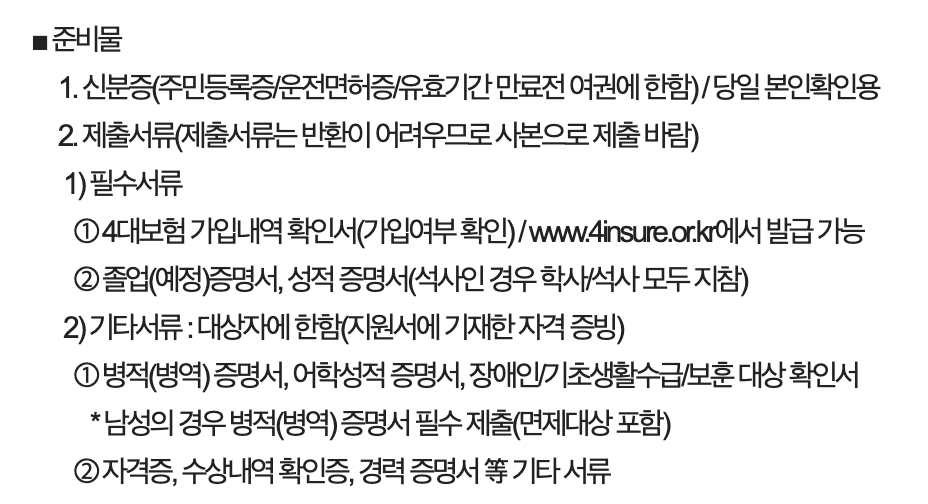 ■ 준비물
1. 신분증(주민등록증/운전면허증/유효기간 만료전 여권에 한함) / 당일 본인확인용
2. 제출서류(제출서류는 반환이 어려우므로 사본으로 제출 바람)
1) 필수서류
① 4대보험 가입내역 확인서(가입여부 확인) / www.4insure.or.kr에서 발급 가능
② 졸업(예정)증명서, 성적 증명서(석사인 경우 학사/석사 모두 지참)
2) 기타서류 : 대상자에 한함(지원서에 기재한 자격 증빙)
① 병적(병역) 증명서, 어학성적 증명서, 장애인/기초생활수급/보훈 대상 확인서
* 남성의 경우 병적(병역) 증명서 필수 제출(면제대상 포함)
② 자격증, 수상내역 확인증, 경력 증명서 等 기타 서류